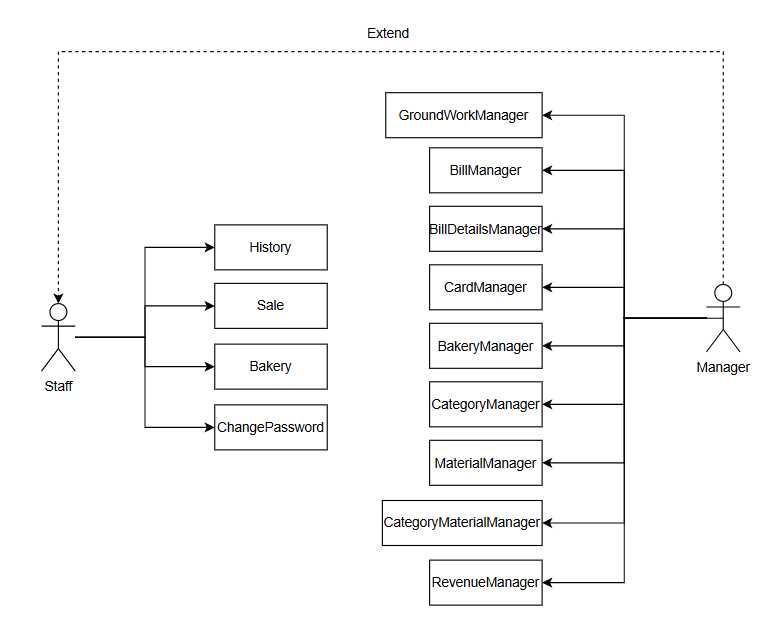 Extend
GroundWorkManager
BillManager
BillDetailsManager
History
CardManager
Sale
BakeryManager
Bakery
Manager
Staff
CategoryManager
ChangePassword
MaterialManager
CategoryMaterialManager
RevenueManager